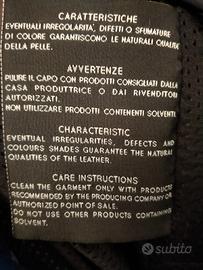 CARATTERISTICHE
EVENTUALI IRREGOLARITA', DIFETTI O SFUMATURE
DI COLORE GARANTISCONO LE NATURALI QUALITA'
DELLA PELLE.
AVVERTENZE
PULIRE IL CAPO CON PRODOTTI CONSIGLIATI DALLA
CASA PRODUTTRICE O DAI RIVENDITORI
AUTORIZZATI.
NON UTILIZZARE PRODOTTI CONTENENTI SOLVENTI.
CHARACTERISTIC
EVENTUAL IRREGULARITIES, DEFECTS AND
COLOURS SHADES GUARANTEE THE NATURAL
QUALITIES OF THE LEATHER.
CARE INSTRUCTIONS
CLEAN THE GARMENT ONLY WITH PRODUCTS
RECOMMENDED BY THE PRODUCING COMPANY OR
AUTHORIZED POINT OF SALE.
DO NOT USE OTHER PRODUCTS CONTAINING
SOLVENT.
subito